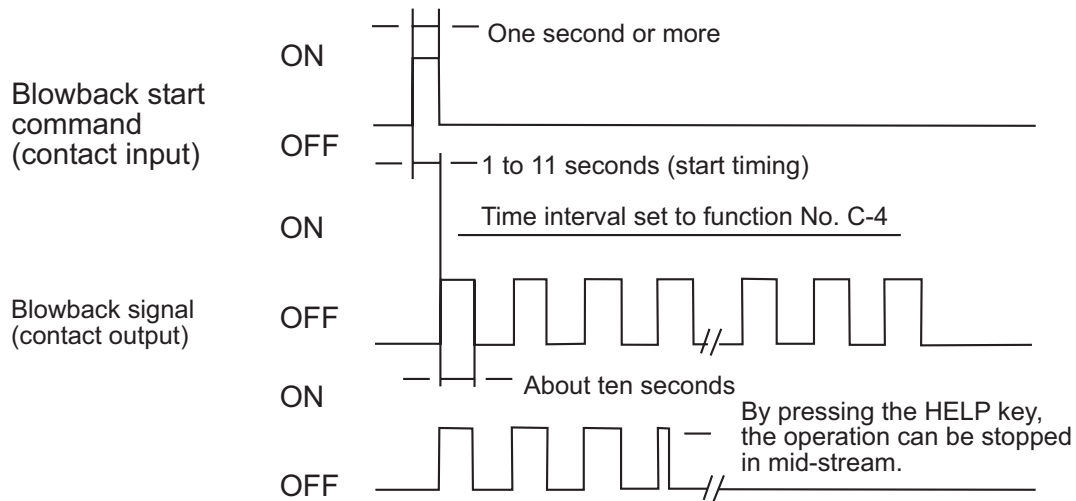 One second or more
ON
Blowback start
command
(contact input)
OFF
1 to 11 seconds (start timing)
Time interval set to function No. C-4
ON
Blowback signal
(contact output)
OFF
About ten seconds
ON
By pressing the HELP key,
the operation can be stopped
in mid-stream.
OFF